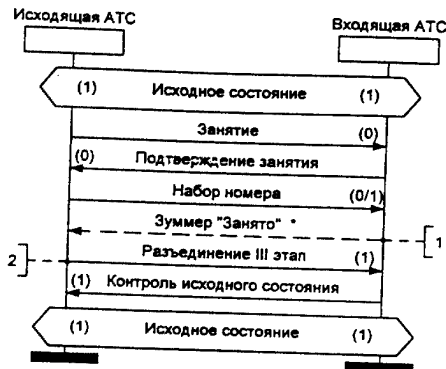 Исходящая АТС
Входящая АТС
(1) Исходное состояние (1)
Занятие (0)
(0) Подтверждение занятия
Набор номера (0/1)
Зуммер "Занято" *
1
2
Разъединение III этап (1)
(1) Контроль исходного состояния
(1) Исходное состояние (1)